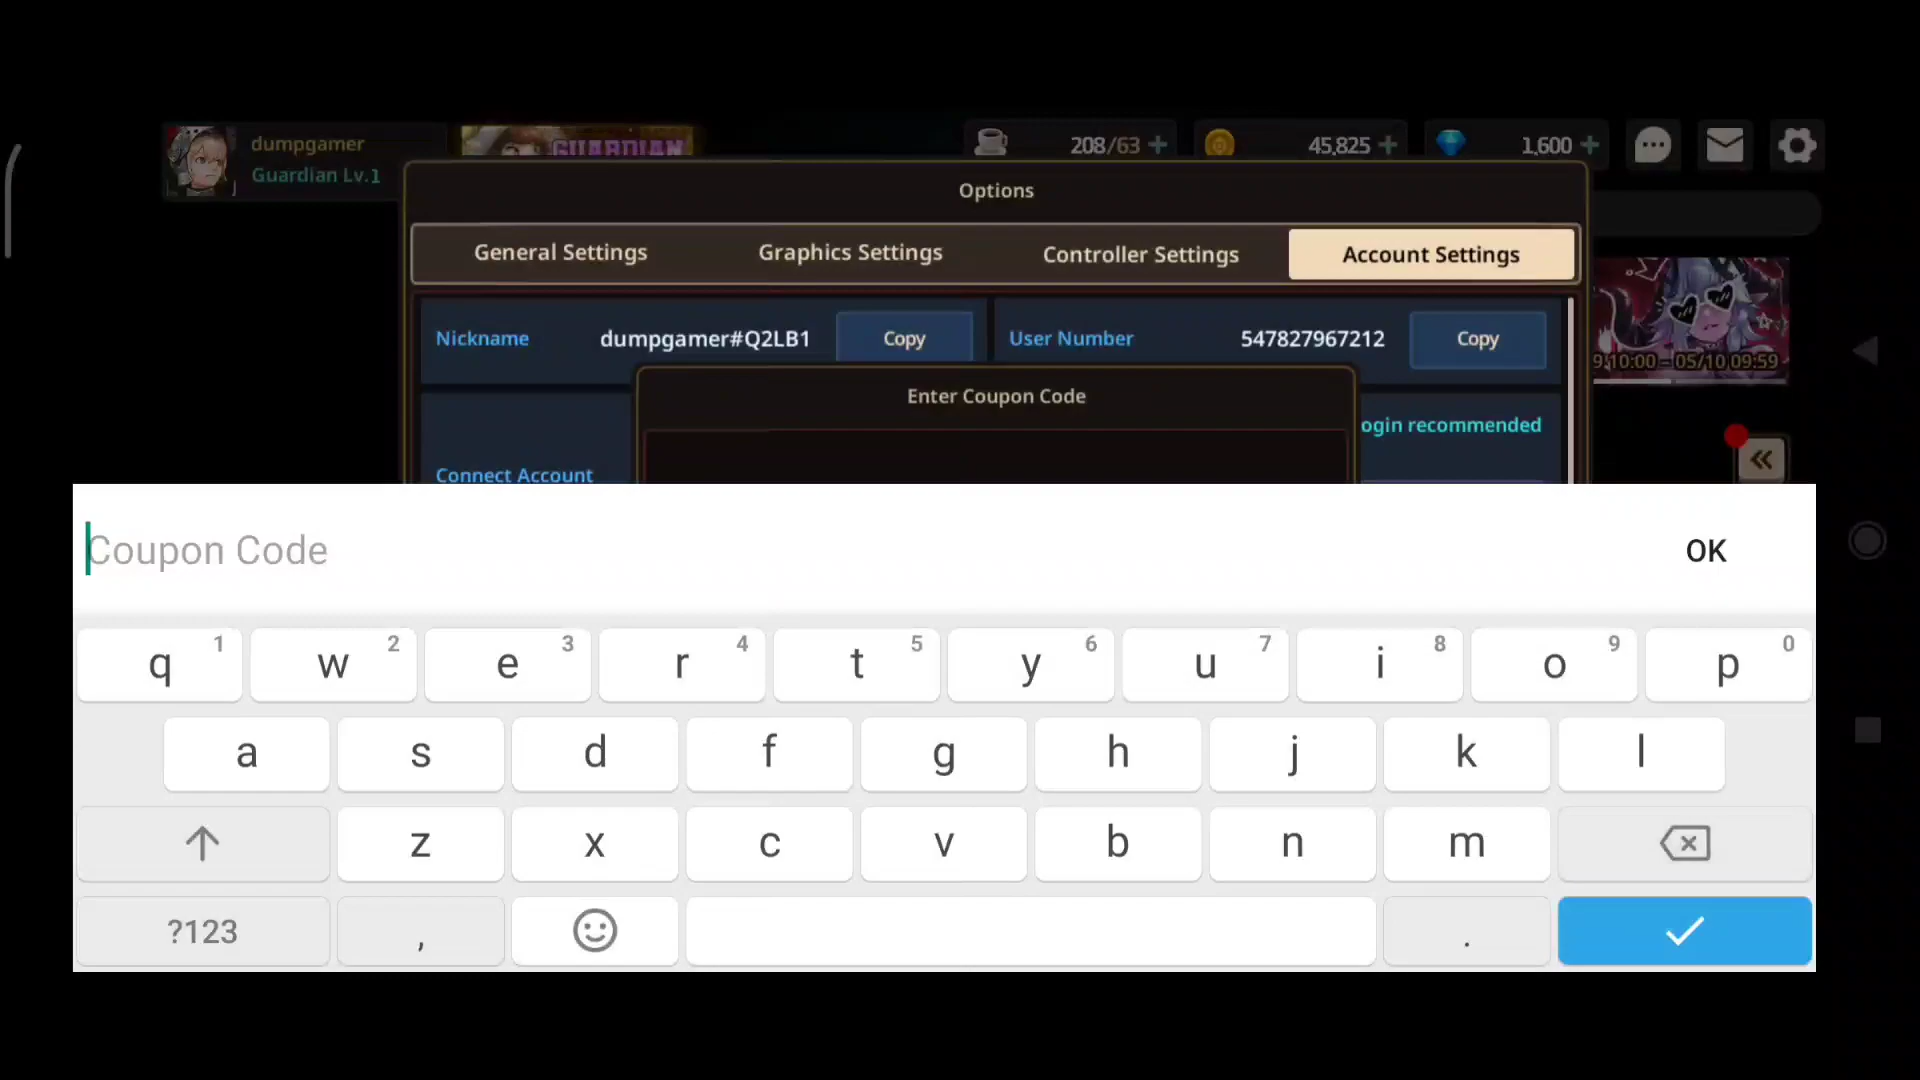 dumpgamer
Guardian Lv.1
GUARDIAN
208/63
45,825
1,600
Options
General Settings
Graphics Settings
Controller Settings
Account Settings
Nickname
dumpgamer#Q2LB1
Copy
User Number
547827967212
Copy
9 10:00 – 05/10 09:59
Enter Coupon Code
ogin recommended
Connect Account
Coupon Code
OK
q 1 w 2 e 3 r 4 t 5 y 6 u 7 i 8 o 9 p 0
a s d f g h j k l
z x c v b n m
?123 , .